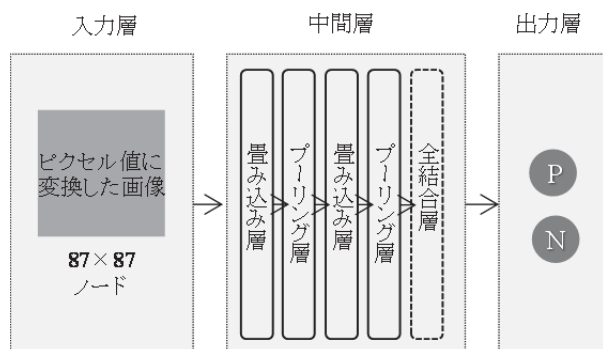 入力層
中間層
出力層
ピクセル値に
変換した画像
87×87
ノード
畳み込み層
プーリング層
畳み込み層
プーリング層
全結合層
P
N